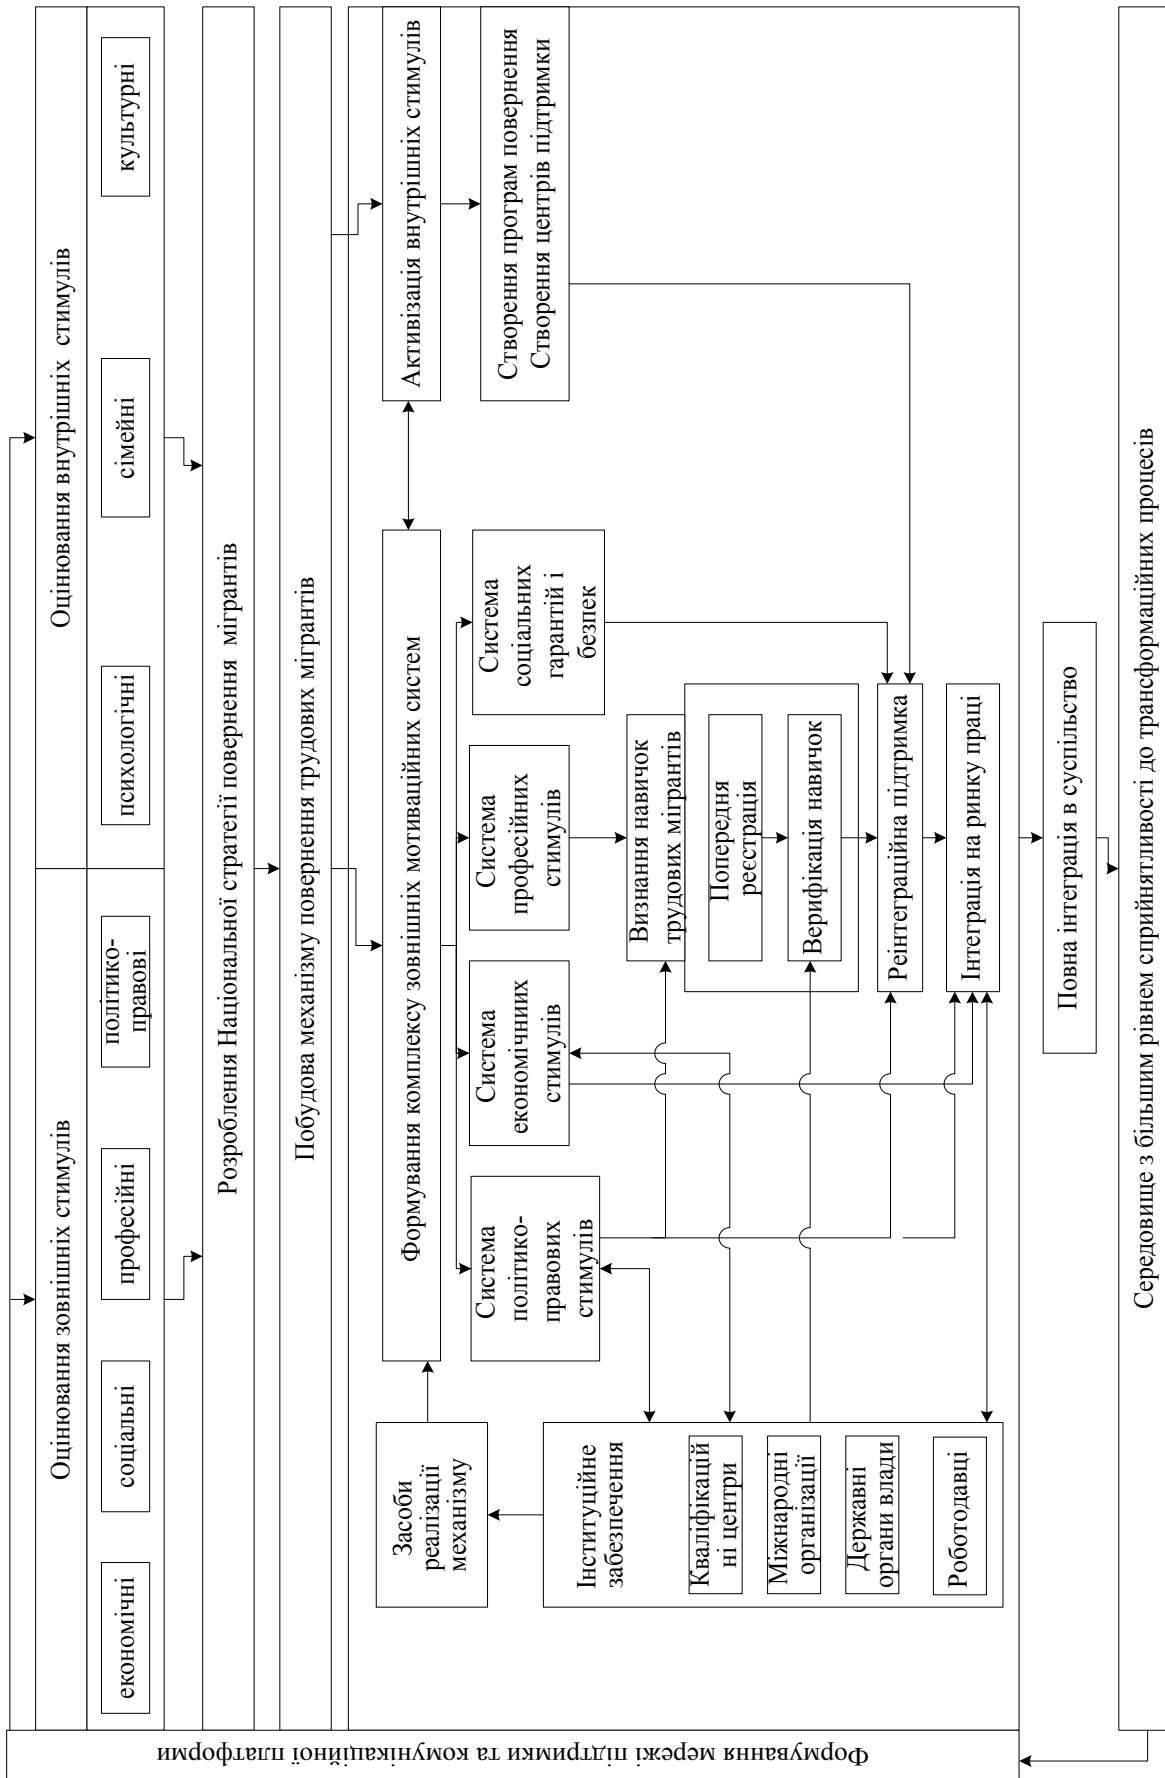 Оцінювання зовнішніх стимулів
Оцінювання внутрішніх стимулів
економічні
соціальні
професійні
політико-
правові
психологічні
сімейні
культурні
Розроблення Національної стратегії повернення мігрантів
Побудова механізму повернення трудових мігрантів
Засоби
реалізації
механізму
Формування комплексу зовнішніх мотиваційних систем
Активізація внутрішніх стимулів
Система
політико-
правових
стимулів
Система
економічних
стимулів
Система
професійних
стимулів
Система
соціальних
гарантій і
безпек
Створення програм повернення
Створення центрів підтримки
Інституційне
забезпечення
Кваліфікацій
ні центри
Міжнародні
організації
Державні
органи влади
Роботодавці
Визнання навичок
трудових мігрантів
Попередня
реєстрація
Верифікація навичок
Реінтеграційна підтримка
Інтеграція на ринку праці
Повна інтеграція в суспільство
Середовище з більшим рівнем сприйнятливості до трансформаційних процесів
Формування мережі підтримки та комунікаційної платформи